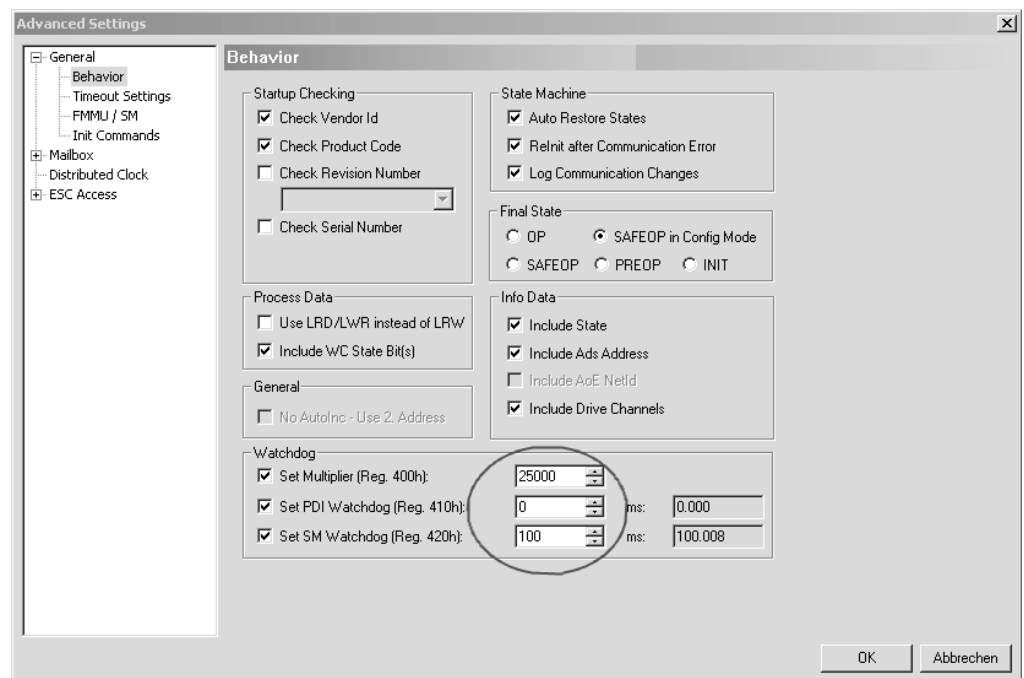 Advanced Settings
General
Behavior
Timeout Settings
FMMU / SM
Init Commands
Mailbox
Distributed Clock
ESC Access
Behavior
Startup Checking
Check Vendor Id
Check Product Code
Check Revision Number
Check Serial Number
State Machine
Auto Restore States
ReInit after Communication Error
Log Communication Changes
Final State
OP SAFEOP in Config Mode
SAFEOP PREOP INIT
Process Data
Use LRD/LWR instead of LRW
Include WC State Bit(s)
General
No AutoInc - Use 2. Address
Info Data
Include State
Include Ads Address
Include AoE NetId
Include Drive Channels
Watchdog
Set Multiplier (Reg. 400h): 25000
Set PDI Watchdog (Reg. 410h): 0 ms: 0.000
Set SM Watchdog (Reg. 420h): 100 ms: 100.008
OK Abbrechen